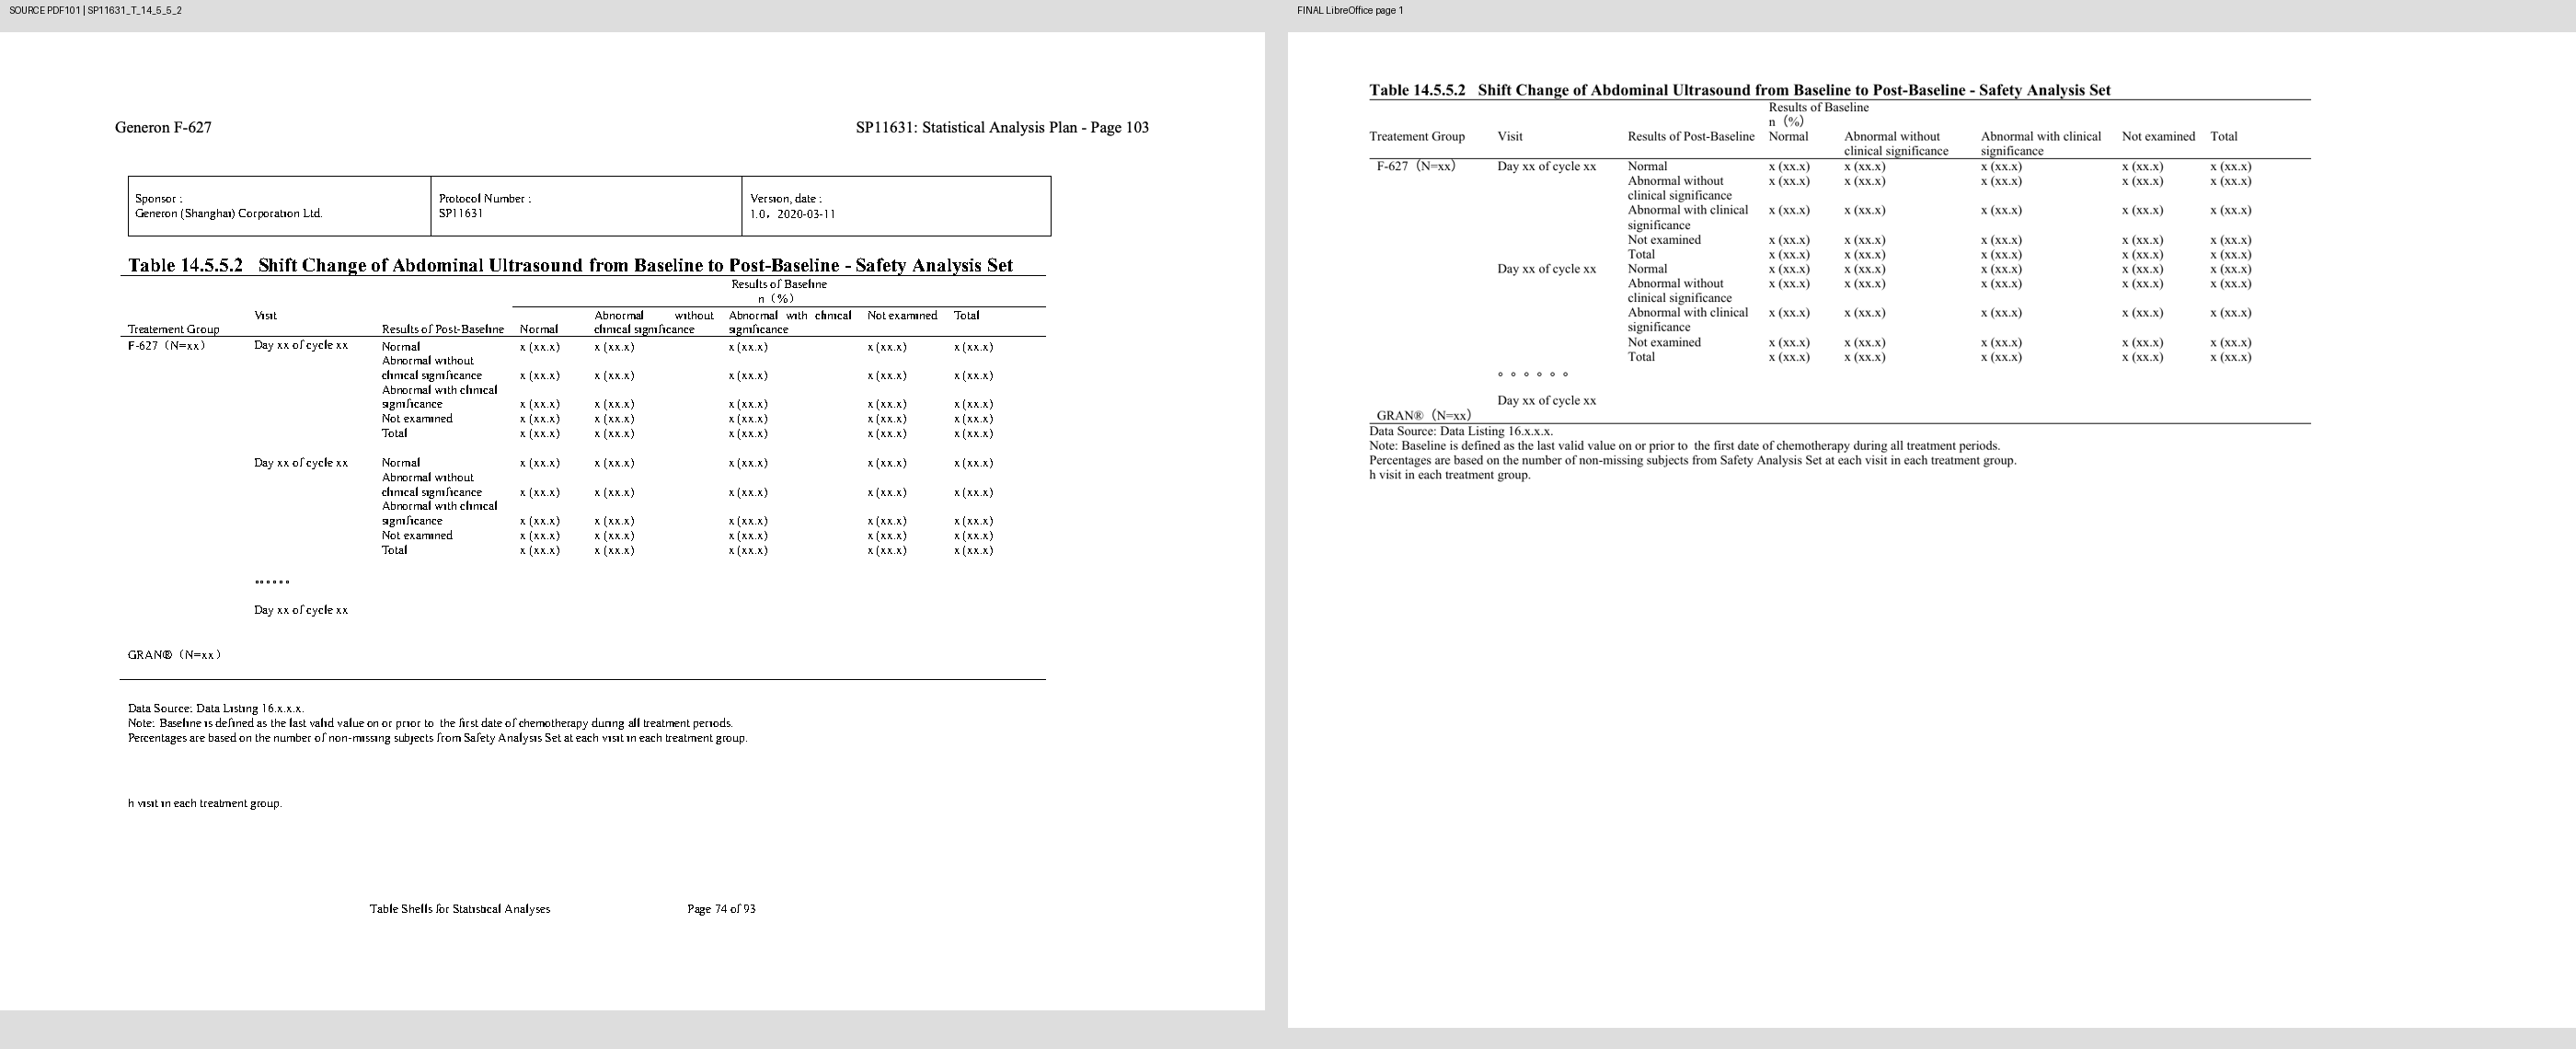 SOURCE PDF101 | SP11631_T_14_5_5_2
Generon F-627 SP11631: Statistical Analysis Plan - Page 103
Sponsor : Protocol Number : Version, date :
Generon (Shanghai) Corporation Ltd. SP11631 1.0，2020-03-11
Table 14.5.5.2 Shift Change of Abdominal Ultrasound from Baseline to Post-Baseline - Safety Analysis Set
Results of Baseline
n（%）
Visit Abnormal without Abnormal with clinical Not examined Total
Treatement Group Results of Post-Baseline Normal clinical significance significance
F-627（N=xx） Day xx of cycle xx Normal x (xx.x) x (xx.x) x (xx.x) x (xx.x) x (xx.x)
Abnormal without
clinical significance x (xx.x) x (xx.x) x (xx.x) x (xx.x) x (xx.x)
Abnormal with clinical
significance x (xx.x) x (xx.x) x (xx.x) x (xx.x) x (xx.x)
Not examined x (xx.x) x (xx.x) x (xx.x) x (xx.x) x (xx.x)
Total x (xx.x) x (xx.x) x (xx.x) x (xx.x) x (xx.x)
Day xx of cycle xx Normal x (xx.x) x (xx.x) x (xx.x) x (xx.x) x (xx.x)
Abnormal without
clinical significance x (xx.x) x (xx.x) x (xx.x) x (xx.x) x (xx.x)
Abnormal with clinical
significance x (xx.x) x (xx.x) x (xx.x) x (xx.x) x (xx.x)
Not examined x (xx.x) x (xx.x) x (xx.x) x (xx.x) x (xx.x)
Total x (xx.x) x (xx.x) x (xx.x) x (xx.x) x (xx.x)
。。。。。。
Day xx of cycle xx
GRAN®（N=xx）
Data Source: Data Listing 16.x.x.x.
Note: Baseline is defined as the last valid value on or prior to the first date of chemotherapy during all treatment periods.
Percentages are based on the number of non-missing subjects from Safety Analysis Set at each visit in each treatment group.
h visit in each treatment group.
Table Shells for Statistical Analyses Page 74 of 93
FINAL LibreOffice page 1
Table 14.5.5.2 Shift Change of Abdominal Ultrasound from Baseline to Post-Baseline - Safety Analysis Set
Results of Baseline
n（%）
Treatement Group Visit Results of Post-Baseline Normal Abnormal without Abnormal with clinical Not examined Total
clinical significance significance
F-627（N=xx） Day xx of cycle xx Normal x (xx.x) x (xx.x) x (xx.x) x (xx.x) x (xx.x)
Abnormal without x (xx.x) x (xx.x) x (xx.x) x (xx.x) x (xx.x)
clinical significance
Abnormal with clinical x (xx.x) x (xx.x) x (xx.x) x (xx.x) x (xx.x)
significance
Not examined x (xx.x) x (xx.x) x (xx.x) x (xx.x) x (xx.x)
Total x (xx.x) x (xx.x) x (xx.x) x (xx.x) x (xx.x)
Day xx of cycle xx Normal x (xx.x) x (xx.x) x (xx.x) x (xx.x) x (xx.x)
Abnormal without x (xx.x) x (xx.x) x (xx.x) x (xx.x) x (xx.x)
clinical significance
Abnormal with clinical x (xx.x) x (xx.x) x (xx.x) x (xx.x) x (xx.x)
significance
Not examined x (xx.x) x (xx.x) x (xx.x) x (xx.x) x (xx.x)
Total x (xx.x) x (xx.x) x (xx.x) x (xx.x) x (xx.x)
。。。。。。
Day xx of cycle xx
GRAN®（N=xx）
Data Source: Data Listing 16.x.x.x.
Note: Baseline is defined as the last valid value on or prior to the first date of chemotherapy during all treatment periods.
Percentages are based on the number of non-missing subjects from Safety Analysis Set at each visit in each treatment group.
h visit in each treatment group.